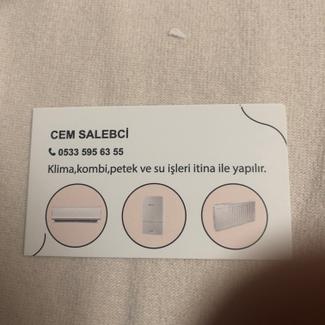 CEM SALEBCİ
0533 595 63 55
Klima,kombi,petek ve su işleri itina ile yapılır.